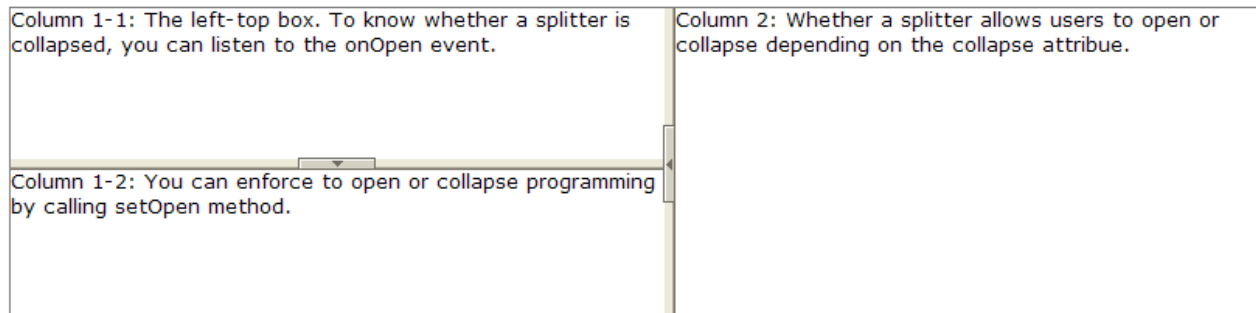 Column 1-1: The left-top box. To know whether a splitter is
collapsed, you can listen to the onOpen event.
Column 1-2: You can enforce to open or collapse programming
by calling setOpen method.
Column 2: Whether a splitter allows users to open or
collapse depending on the collapse attribue.